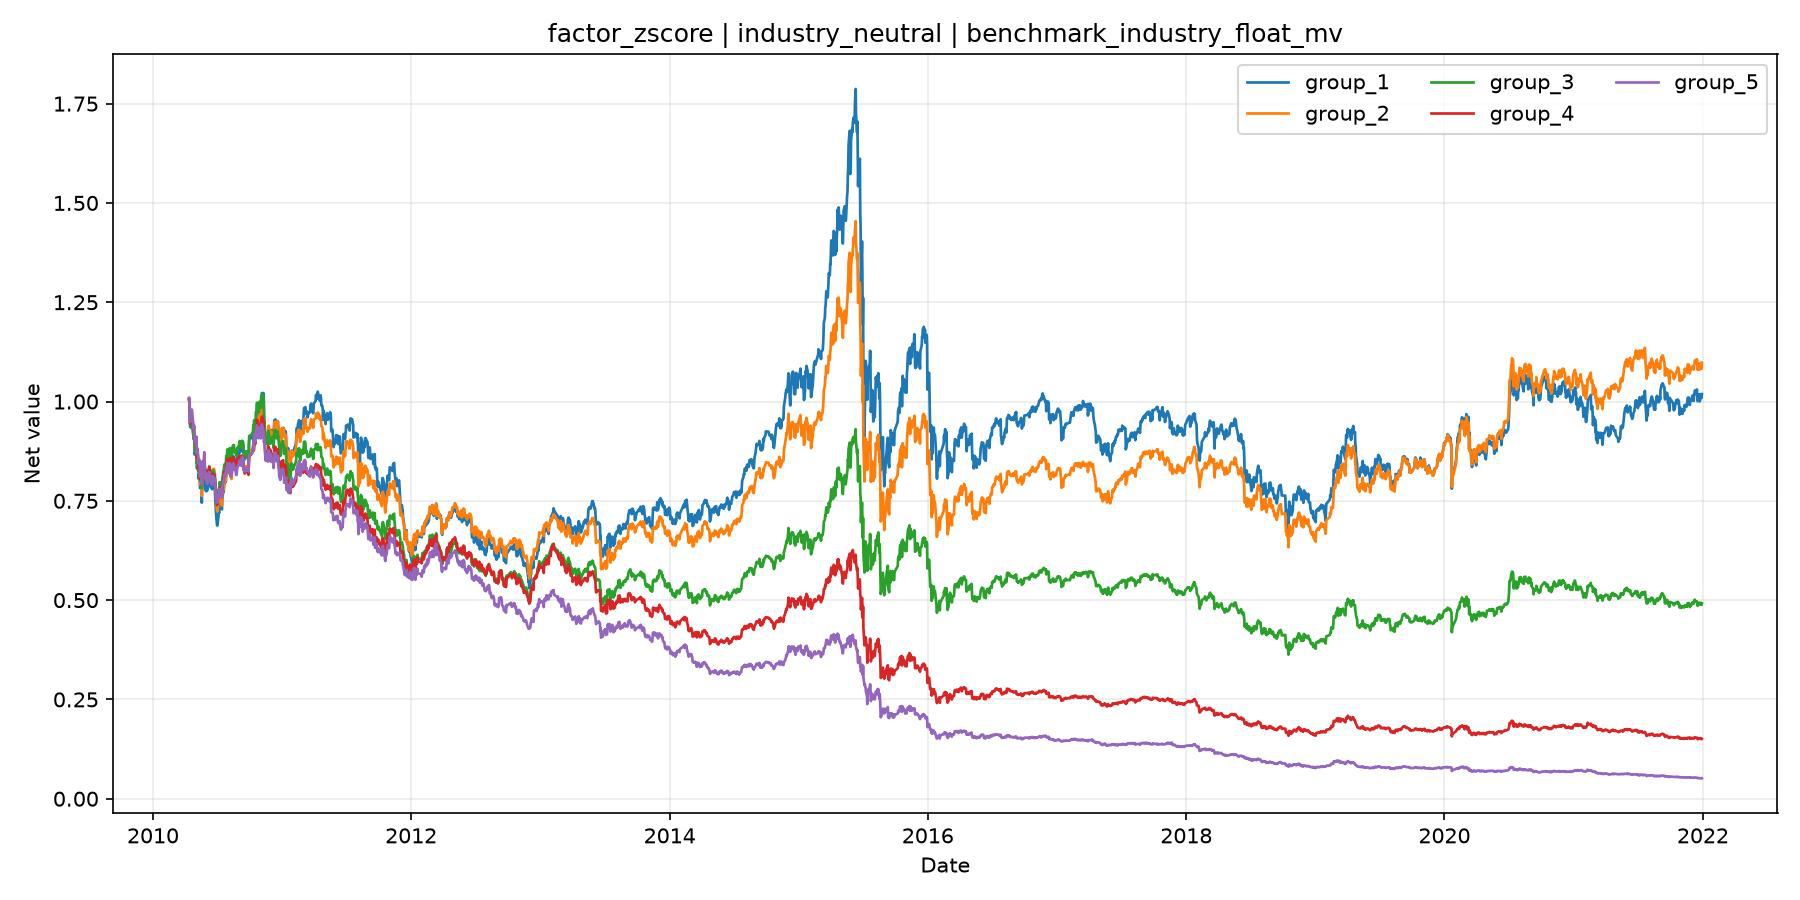 factor_zscore | industry_neutral | benchmark_industry_float_mv
group_1 group_3 group_5
group_2 group_4
1.75
1.50
1.25
1.00
0.75
0.50
0.25
0.00
Net value
2010 2012 2014 2016 2018 2020 2022
Date